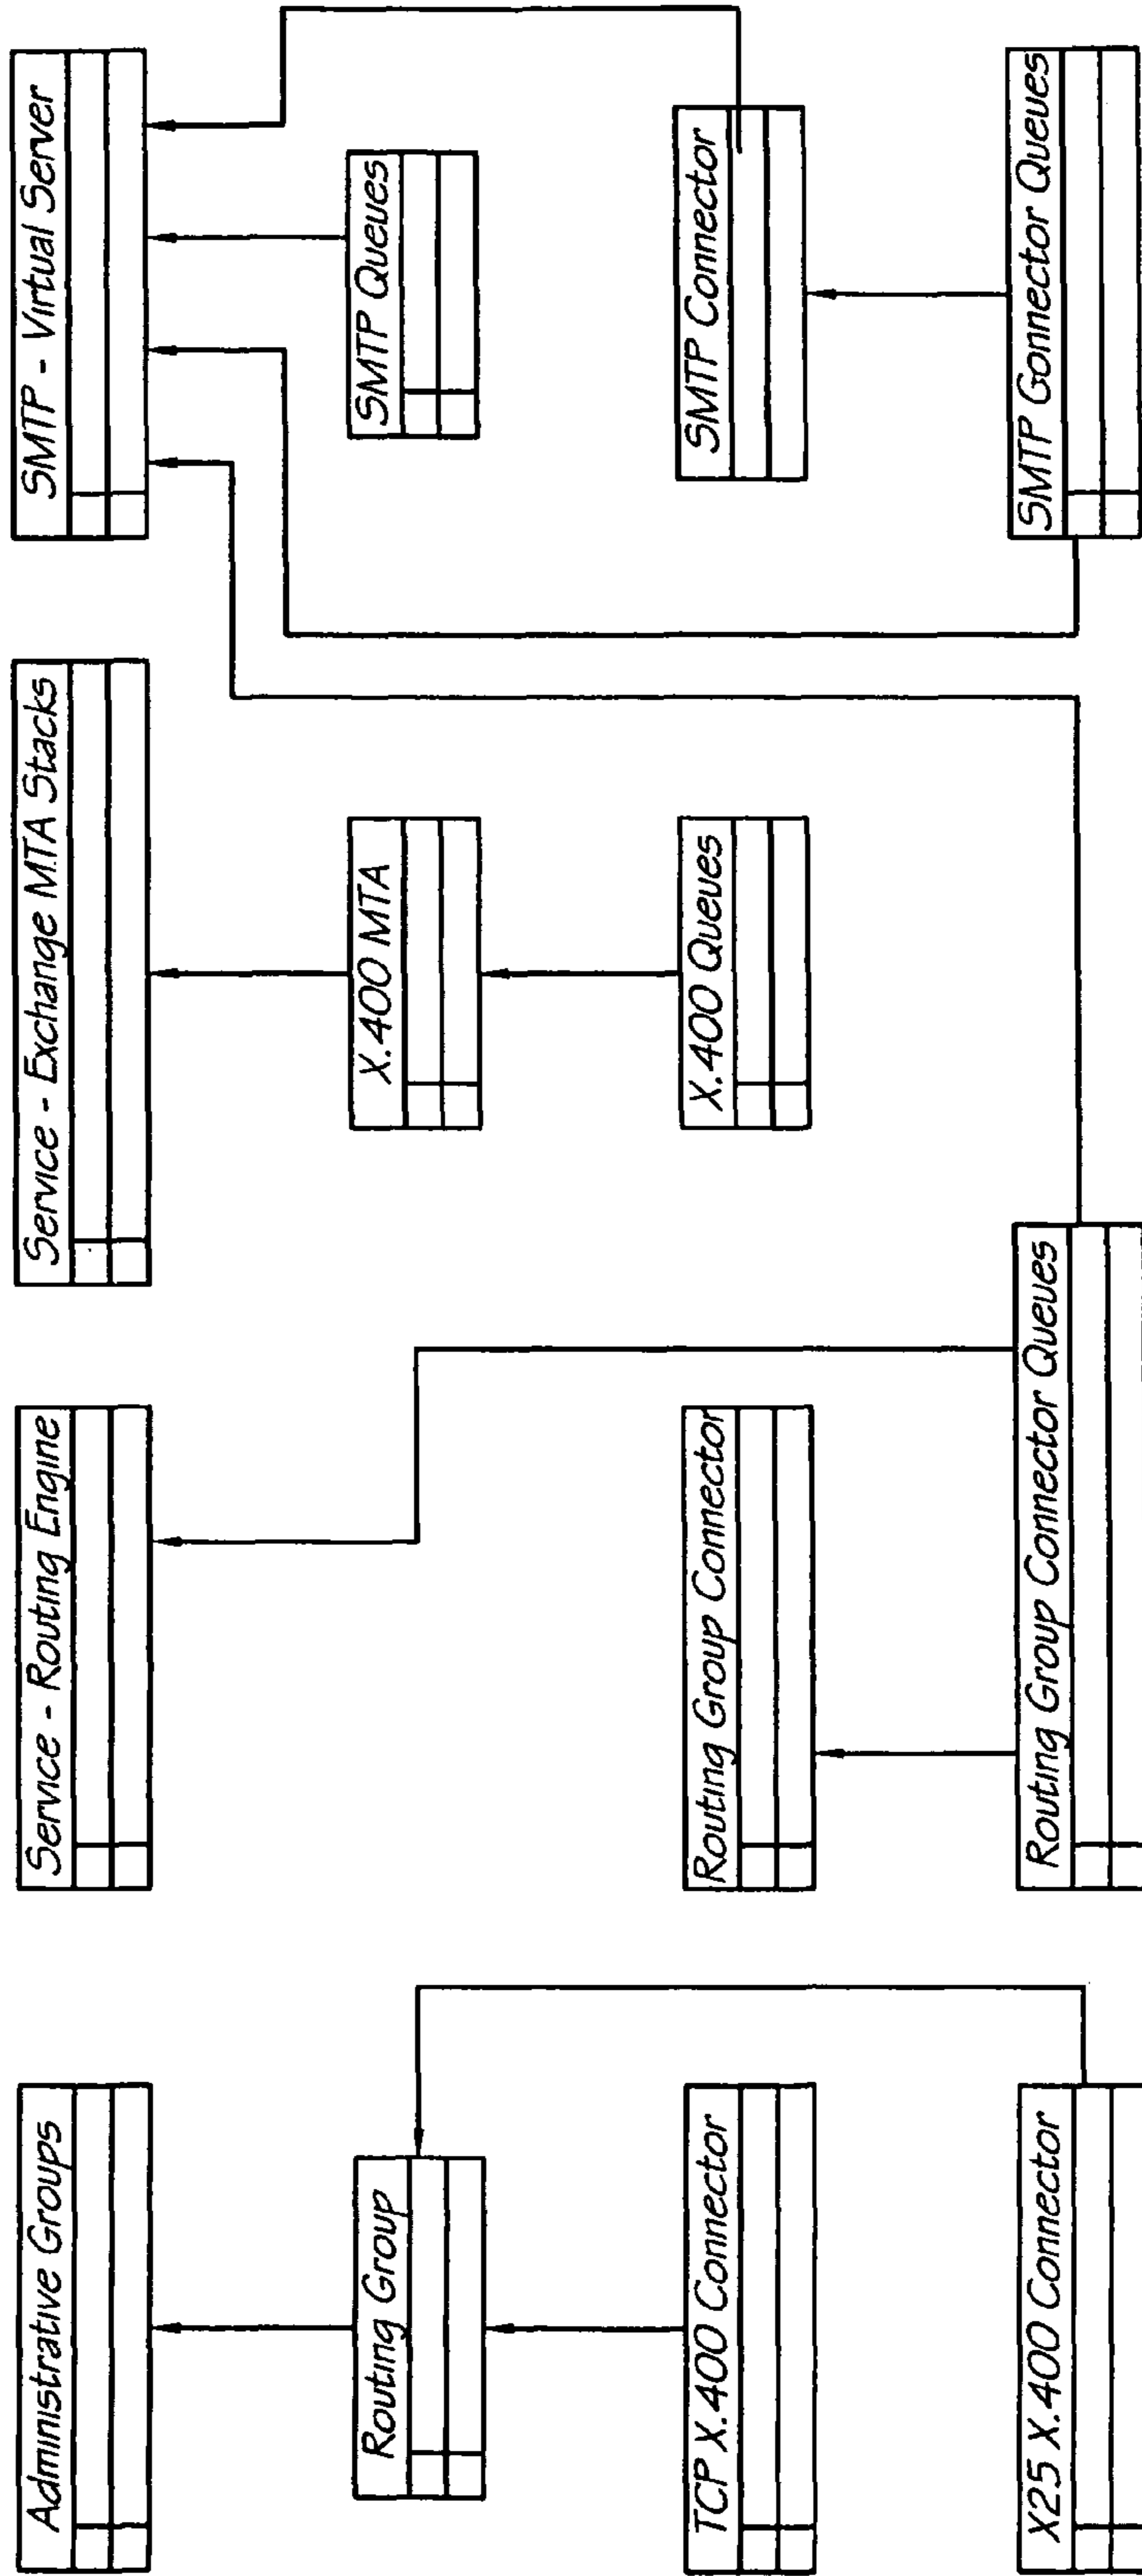 Administrative Groups
Service - Routing Engine
Service - Exchange MTA Stacks
SMTP - Virtual Server
Routing Group
X.400 MTA
SMTP Queues
TCP X.400 Connector
Routing Group Connector
X.400 Queues
SMTP Connector
X25 X.400 Connector
Routing Group Connector Queues
SMTP Gonnector Queues